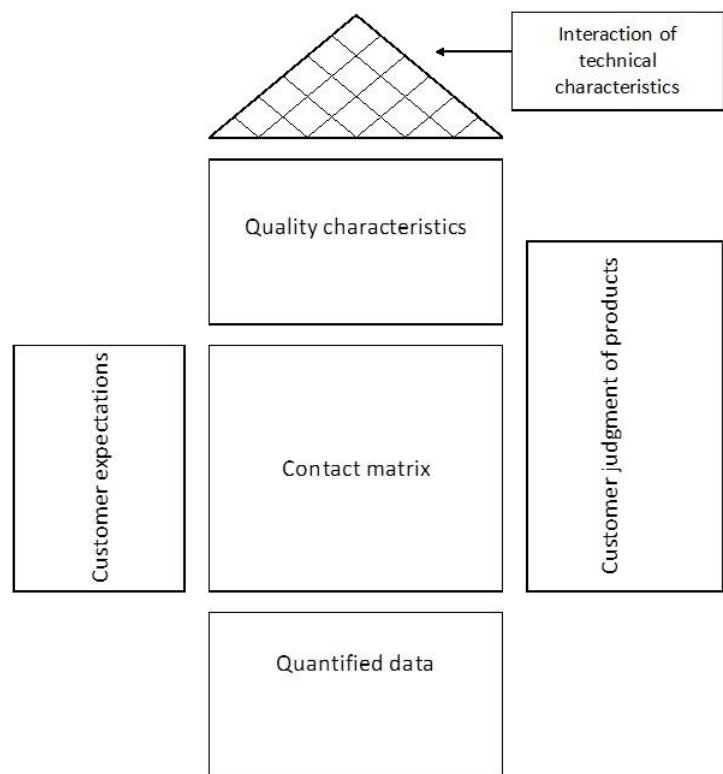 Interaction of
technical
characteristics
Quality characteristics
Customer expectations
Contact matrix
Customer judgment of products
Quantified data